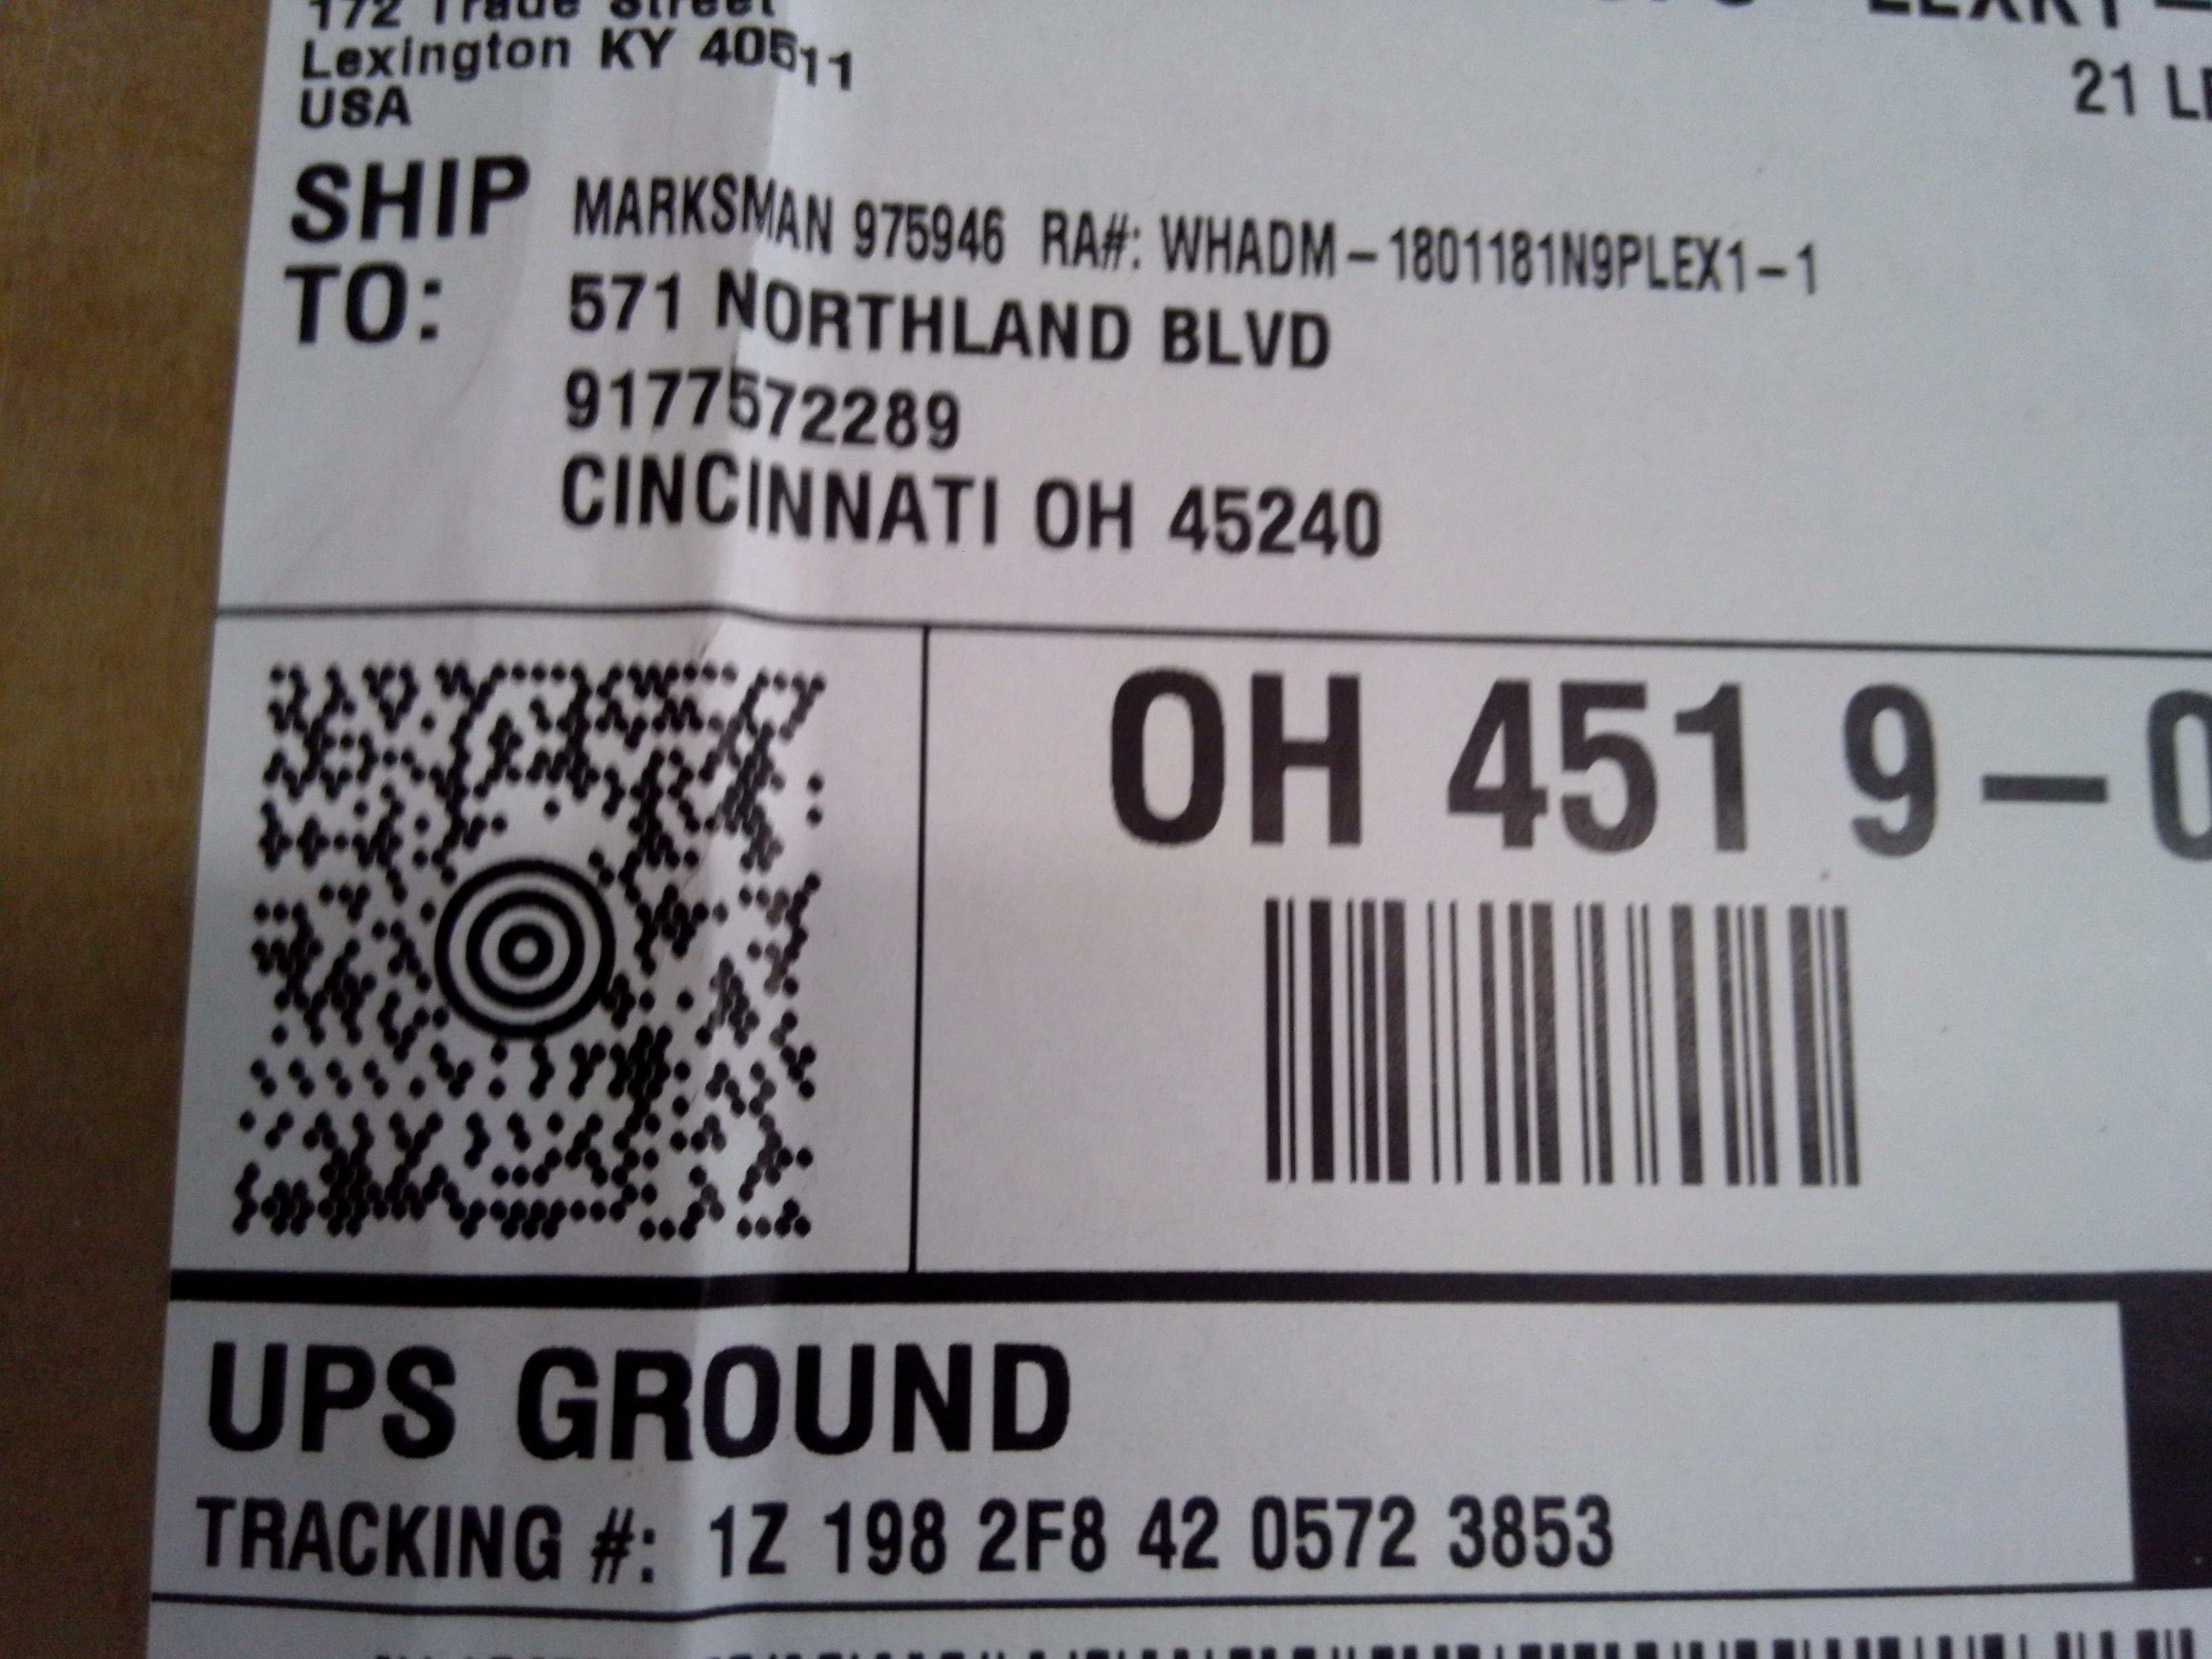 172 Trade Street
Lexington KY 40511
USA
21 L
SHIP TO:
MARKSMAN 975946 RA#: WHADM-1801181N9PLEX1-1
571 NORTHLAND BLVD
9177572289
CINCINNATI OH 45240
OH 451 9-0
UPS GROUND
TRACKING #: 1Z 198 2F8 42 0572 3853